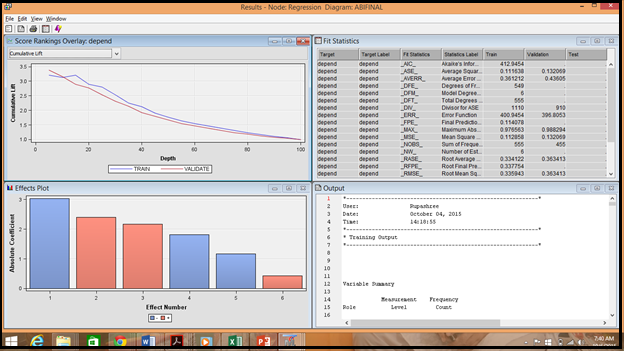 Results - Node: Regression Diagram: ABIFINAL
File Edit View Window
Score Rankings Overlay: depend
Cumulative Lift
Cumulative Lift
3.5
3.0
2.5
2.0
1.5
1.0
0 20 40 60 80 100
Depth
TRAIN VALIDATE
Fit Statistics
Target Target Label Fit Statistics Statistics Label Train Validation Test
depend depend _AIC_ Akaike's Infor... 412.9454
depend depend _ASE_ Average Squar... 0.111638 0.132069
depend depend _AVERR_ Average Error ... 0.361202 0.43605
depend depend _DFE_ Degrees of Fr... 549
depend depend _DFM_ Model Degree... 6
depend depend _DFT_ Total Degrees ... 555
depend depend _DIV_ Divisor for ASE 1110 910
depend depend _ERR_ Error Function 400.9454 396.8053
depend depend _FPE_ Final Predictio... 0.114078
depend depend _MAX_ Maximum Abs... 0.976563 0.988294
depend depend _MSE_ Mean Square ... 0.112858 0.132069
depend depend _NOBS_ Sum of Freque... 555 455
depend depend _NW_ Number of Est... 6
depend depend _RASE_ Root Average ... 0.334122 0.363413
depend depend _RFPE_ Root Final Pre... 0.337754
depend depend _RMSE_ Root Mean Sq... 0.335943 0.363413
Effects Plot
Absolute Coefficient
3
2
1
0
1 2 3 4 5 6
Effect Number
- +
Output
1 *------------------------------------------------------------*
2 User: Rupashree
3 Date: October 04, 2015
4 Time: 14:18:55
5 *------------------------------------------------------------*
6 * Training Output
7 *------------------------------------------------------------*
8
9
10
11
12 Variable Summary
13
14 Measurement Frequency
15 Role Level Count
16
7:40 AM